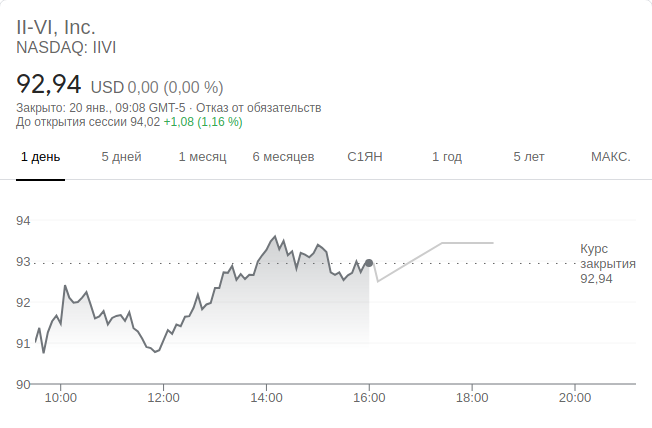 II-VI, Inc.
NASDAQ: IIVI
92,94 USD 0,00 (0,00 %)
Закрыто: 20 янв., 09:08 GMT-5 · Отказ от обязательств
До открытия сессии 94,02 +1,08 (1,16 %)
1 день 5 дней 1 месяц 6 месяцев С1ЯН 1 год 5 лет МАКС.
94
93
92
91
90
Курс
закрытия
92,94
10:00 12:00 14:00 16:00 18:00 20:00